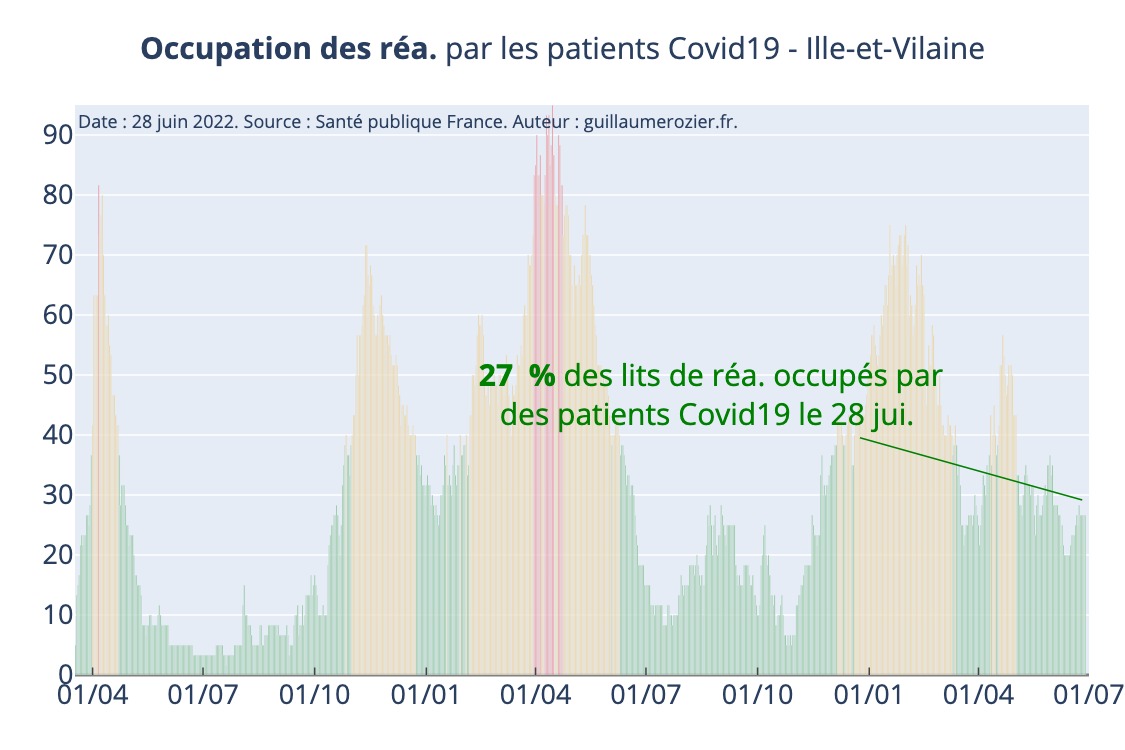 Occupation des réa. par les patients Covid19 - Ille-et-Vilaine
Date : 28 juin 2022. Source : Santé publique France. Auteur : guillaumerozier.fr.
90
80
70
60
50
40
30
20
10
0
27 % des lits de réa. occupés par
des patients Covid19 le 28 jui.
01/04 01/07 01/10 01/01 01/04 01/07 01/10 01/01 01/04 01/07